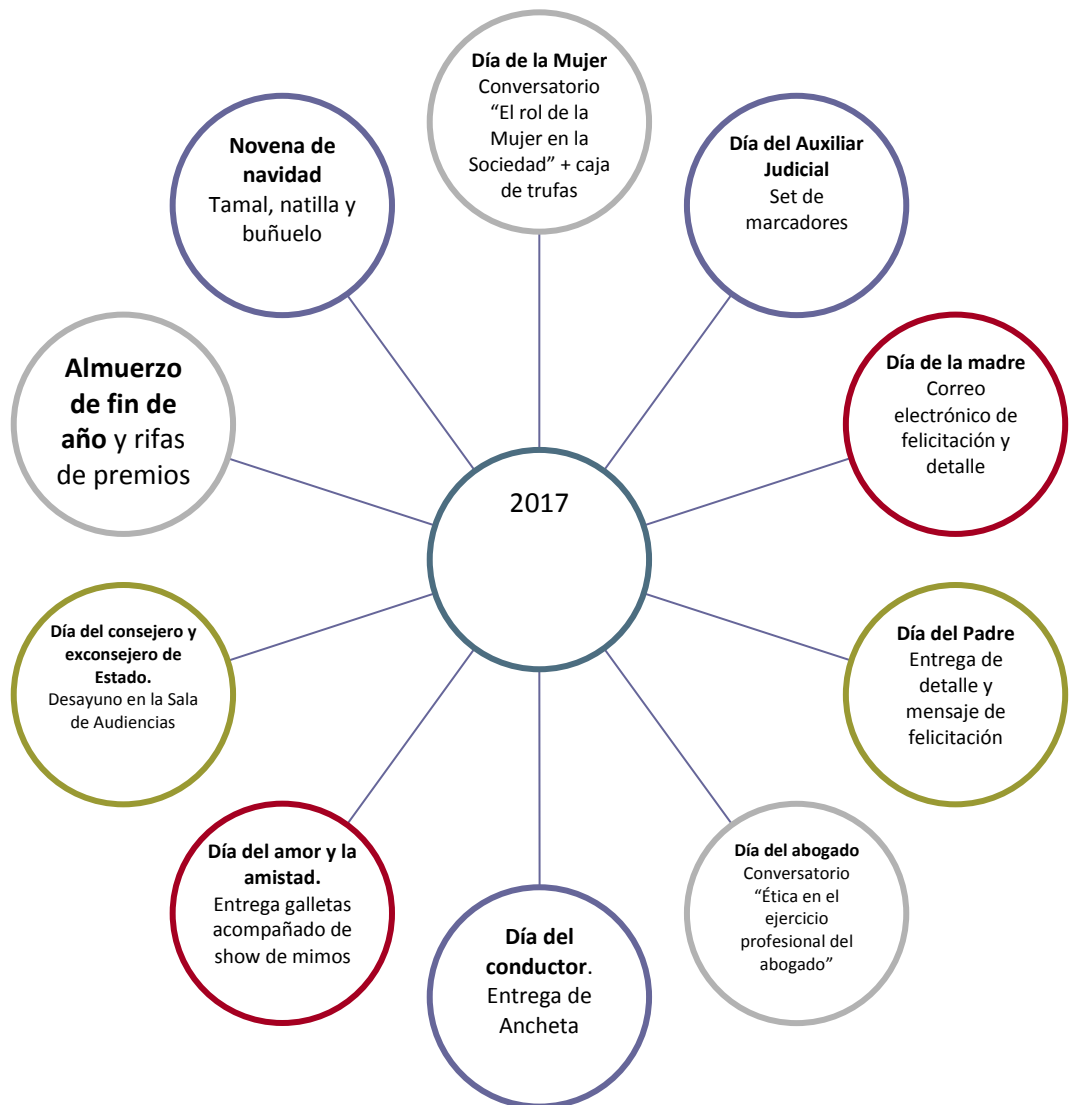 Día de la Mujer
Conversatorio
“El rol de la
Mujer en la
Sociedad” + caja
de trufas
Día del Auxiliar
Judicial
Set de
marcadores
Día de la madre
Correo
electrónico de
felicitación y
detalle
Día del Padre
Entrega de
detalle y
mensaje de
felicitación
Día del abogado
Conversatorio
“Ética en el
ejercicio
profesional del
abogado”
Día del
conductor.
Entrega de
Ancheta
Día del amor y la
amistad.
Entrega galletas
acompañado de
show de mimos
Día del consejero y
exconsejero de
Estado.
Desayuno en la Sala
de Audiencias
Almuerzo
de fin de
año y rifas
de premios
Novena de
navidad
Tamal, natilla y
buñuelo
2017